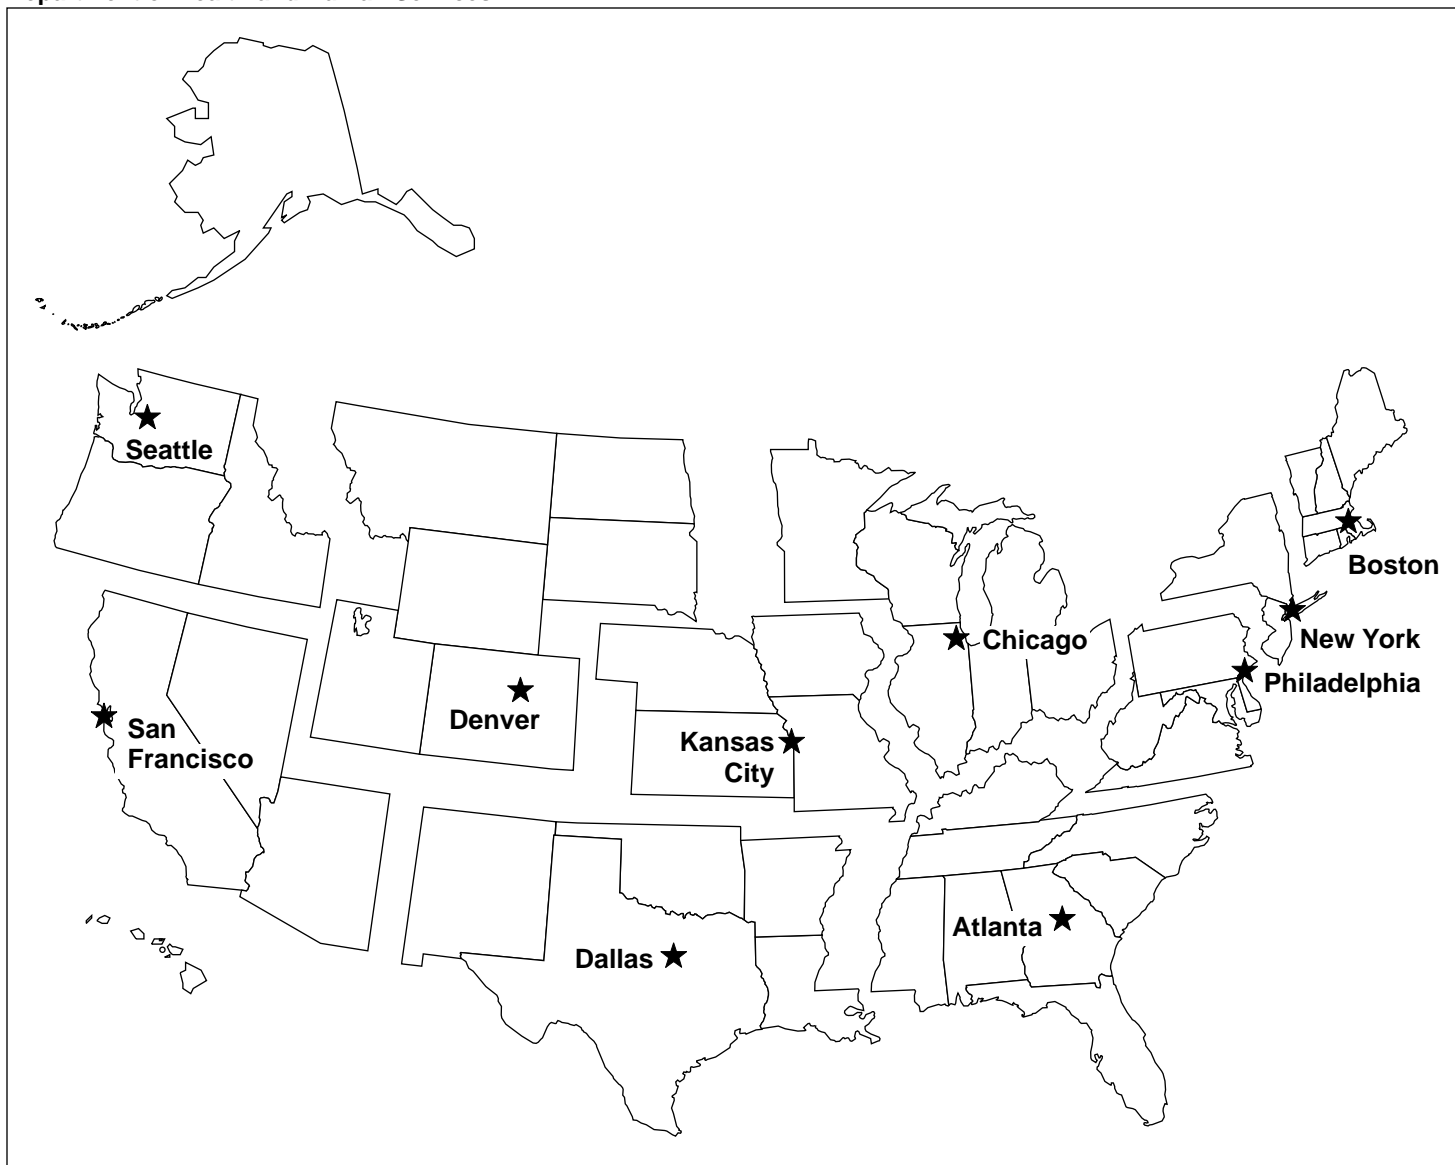 Seattle
Boston
New York
Chicago
Philadelphia
Denver
San
Francisco
Kansas
City
Atlanta
Dallas